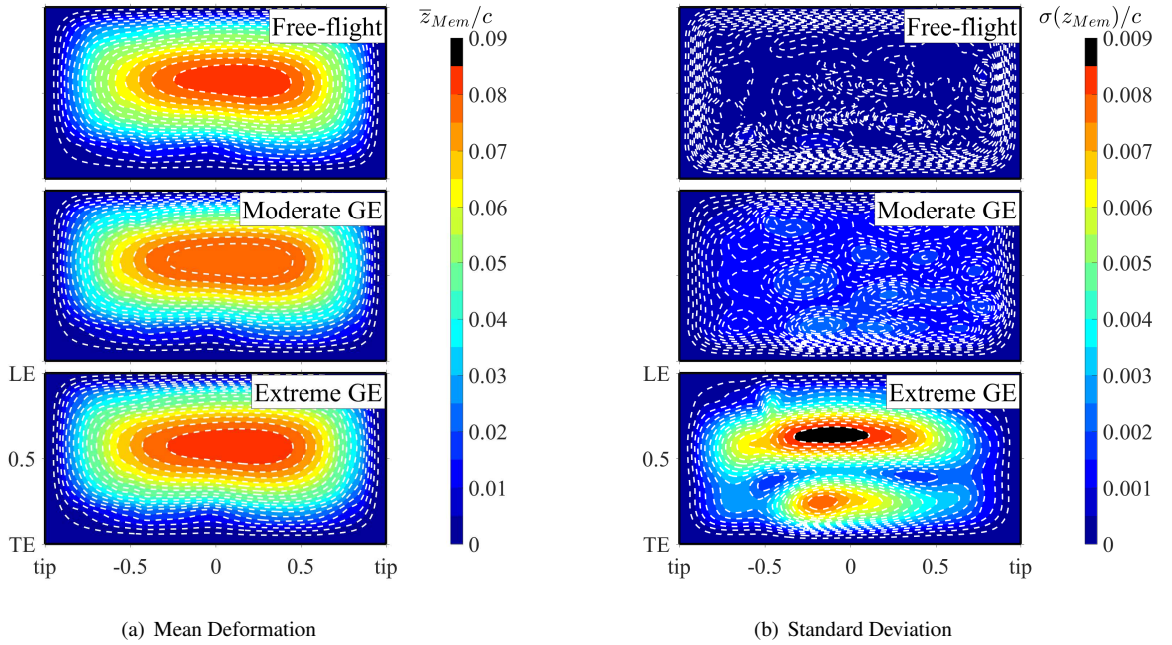 Free-flight
z̅_Mem/c
0.09
0.08
0.07
0.06
0.05
0.04
0.03
0.02
0.01
0
Moderate GE
Extreme GE
LE
0.5
TE
tip -0.5 0 0.5 tip
(a) Mean Deformation
Free-flight
σ(z_Mem)/c
0.009
0.008
0.007
0.006
0.005
0.004
0.003
0.002
0.001
0
Moderate GE
Extreme GE
LE
0.5
TE
tip -0.5 0 0.5 tip
(b) Standard Deviation